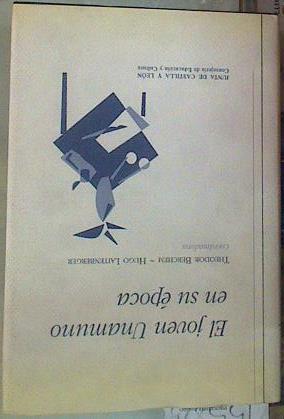 El joven Unamuno
en su época
THEODOR BERCHEM ~ HUGO LAITENBERGER
Coordinadores
JUNTA DE CASTILLA Y LEÓN
Consejería de Educación y Cultura